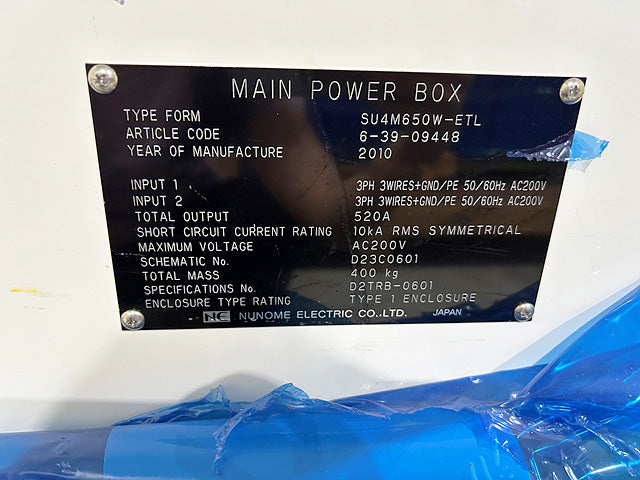 MAIN POWER BOX
TYPE FORM SU4M650W-ETL
ARTICLE CODE 6-39-09448
YEAR OF MANUFACTURE 2010
INPUT 1 3PH 3WIRES+GND/PE 50/60Hz AC200V
INPUT 2 3PH 3WIRES+GND/PE 50/60Hz AC200V
TOTAL OUTPUT 520A
SHORT CIRCUIT CURRENT RATING 10kA RMS SYMMETRICAL
MAXIMUM VOLTAGE AC200V
SCHEMATIC No. D23C0601
TOTAL MASS 400 kg
SPECIFICATIONS No. D2TRB-0601
ENCLOSURE TYPE RATING TYPE 1 ENCLOSURE
NE NUNOME ELECTRIC CO.,LTD. JAPAN